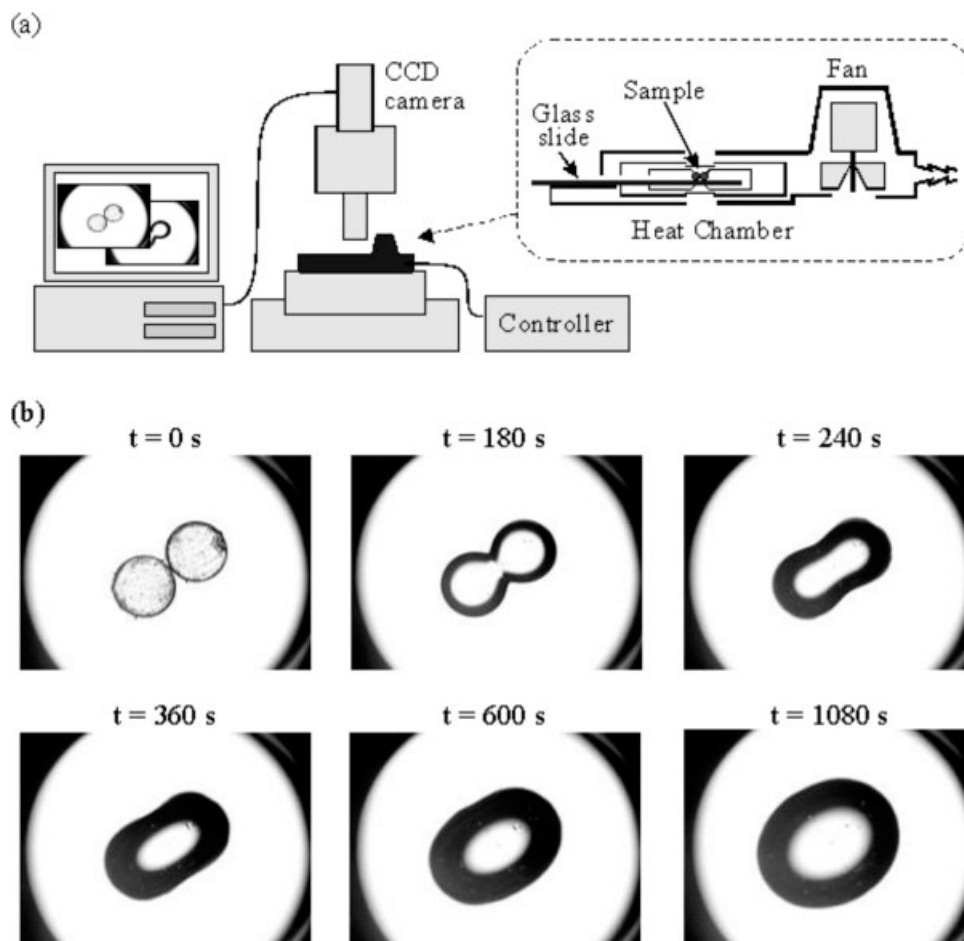 (a)
CCD
camera
Fan
Sample
Glass
slide
Heat Chamber
Controller
(b)
t = 0 s
t = 180 s
t = 240 s
t = 360 s
t = 600 s
t = 1080 s